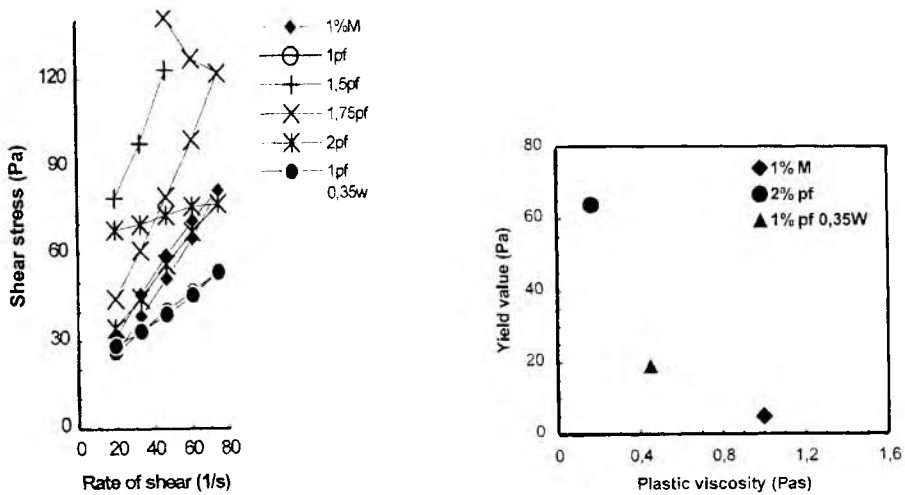 Shear stress (Pa)
120
90
60
30
0
0 20 40 60 80
Rate of shear (1/s)
1%M
1pf
1,5pf
1,75pf
2pf
1pf
0,35w
Yield value (Pa)
80
60
40
20
0
0 0,4 0,8 1,2 1,6
Plastic viscosity (Pas)
1% M
2% pf
1% pf 0,35W